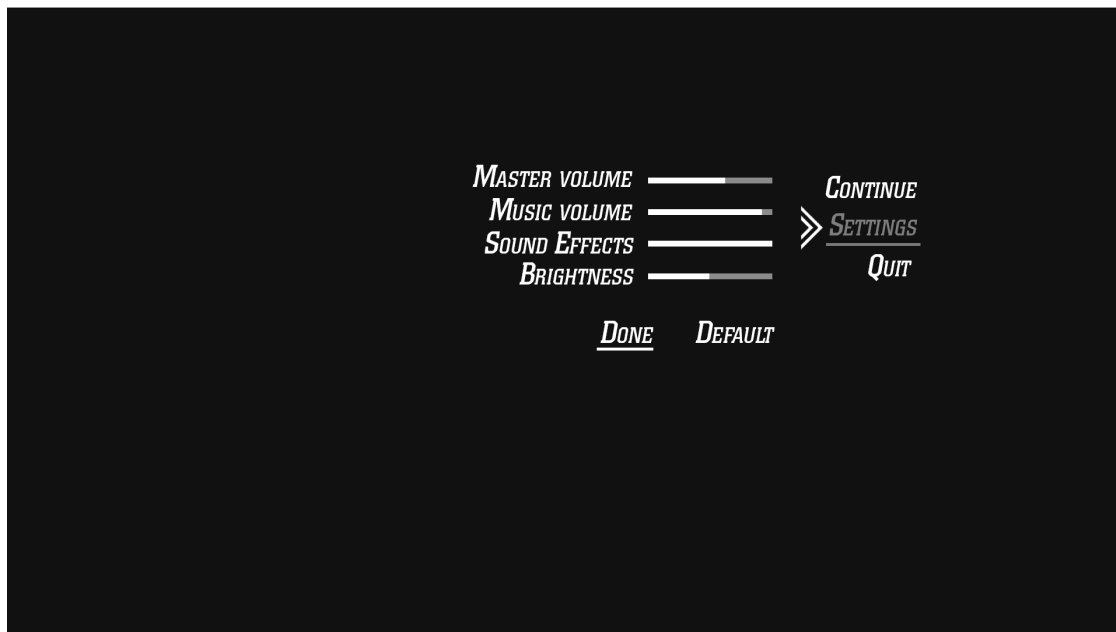 Master volume
Music volume
Sound Effects
Brightness
Done Default
Continue
Settings
Quit